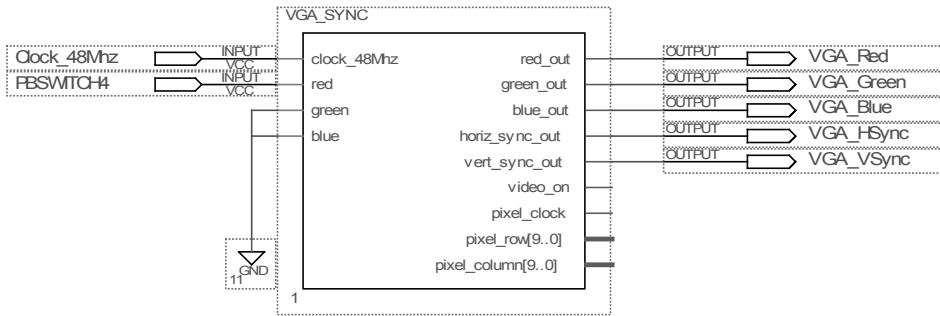 VGA_SYNC
Clock_48Mhz INPUT VCC clock_48Mhz red_out OUTPUT VGA_Red
PBSWITCH4 INPUT VCC red green_out OUTPUT VGA_Green
green blue_out OUTPUT VGA_Blue
blue horiz_sync_out OUTPUT VGA_HSync
vert_sync_out OUTPUT VGA_VSync
video_on
pixel_clock
pixel_row[9..0]
GND
pixel_column[9..0]
11
1